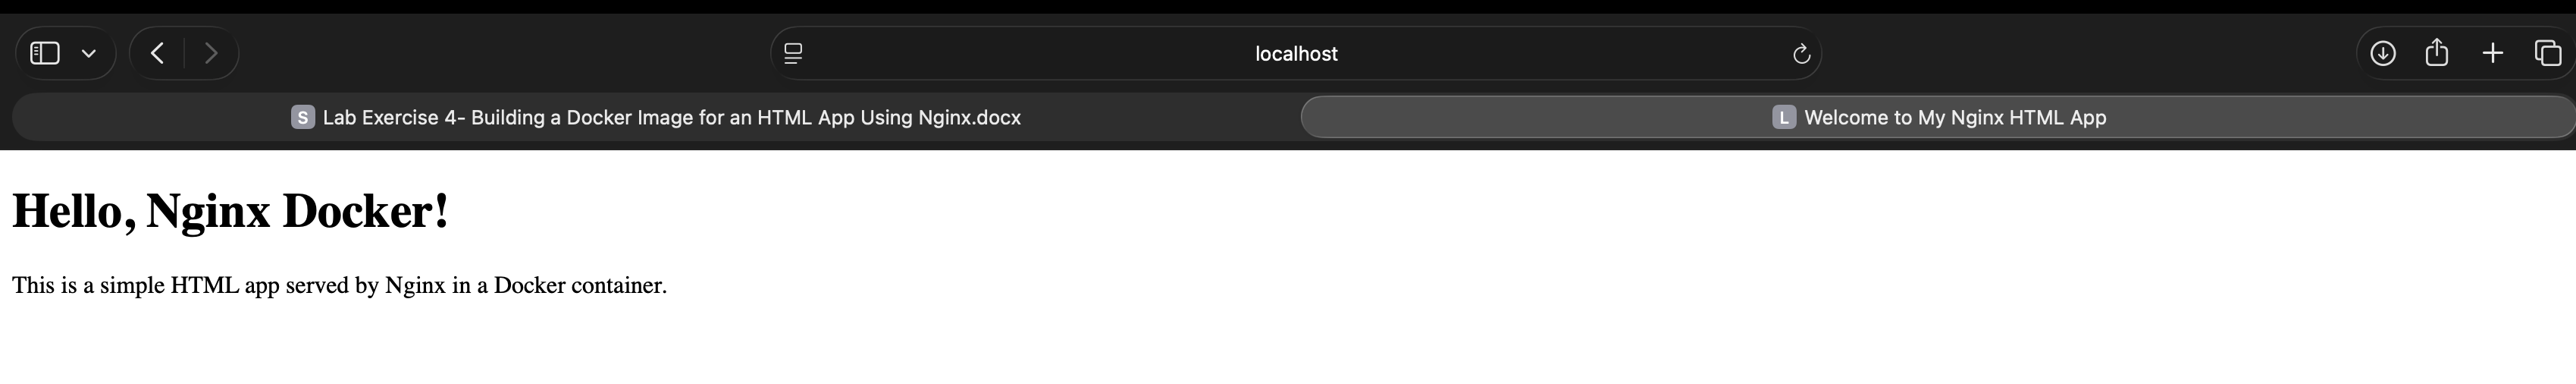 localhost
S Lab Exercise 4- Building a Docker Image for an HTML App Using Nginx.docx
L Welcome to My Nginx HTML App
Hello, Nginx Docker!
This is a simple HTML app served by Nginx in a Docker container.